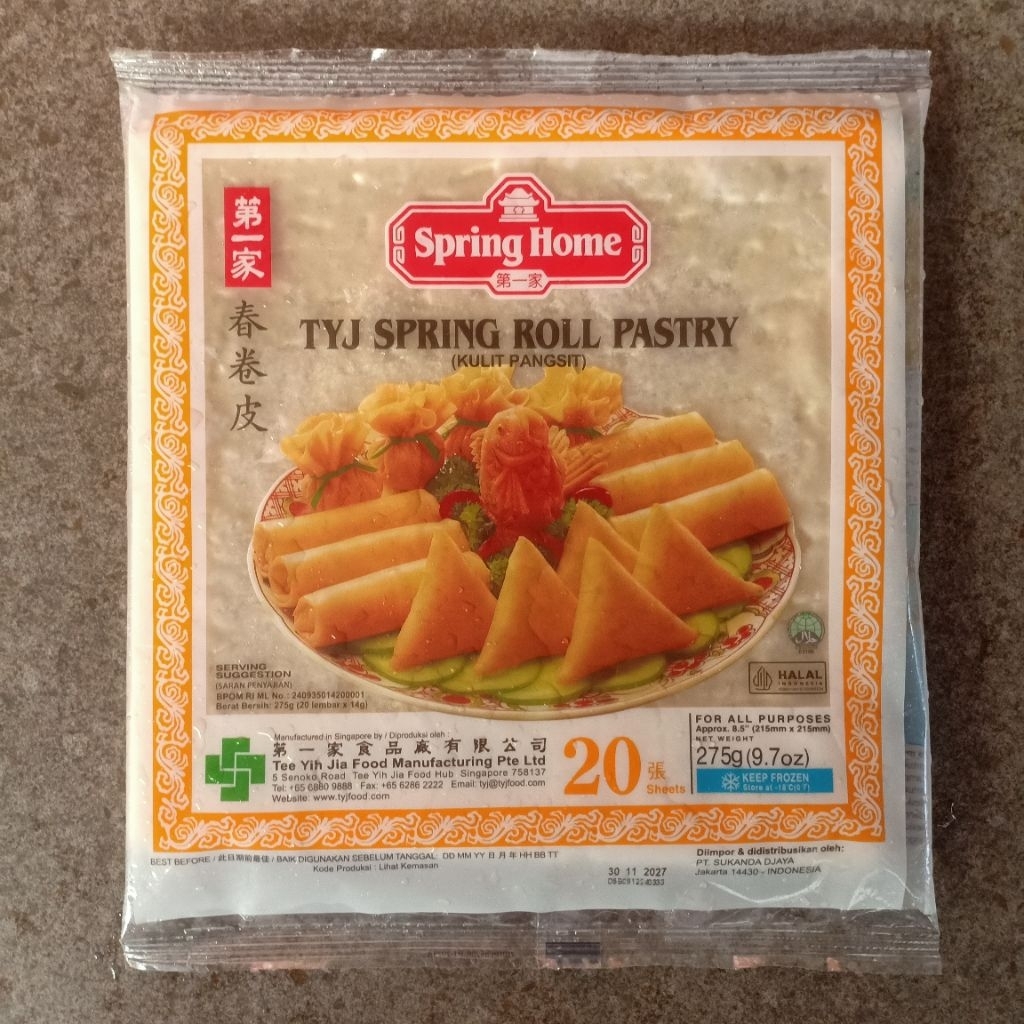 第一家
春卷皮
Spring Home
第一家
TYJ SPRING ROLL PASTRY
(KULIT PANGSIT)
SERVING
SUGGESTION
(SARAN PENYAJIAN)
BPOM RI ML No.: 240935014200001
Berat Bersih: 275g (20 lembar x 14g)
HALAL
INDONESIA
Manufactured in Singapore by / Diproduksi oleh :
第一家食品廠有限公司
Tee Yih Jia Food Manufacturing Pte Ltd
5 Senoko Road Tee Yih Jia Food Hub Singapore 758137
Tel: +65 6880 9888 Fax: +65 6286 2222 Email: tyj@tyjfood.com
Website: www.tyjfood.com
20 張
Sheets
FOR ALL PURPOSES
Approx. 8.5" (215mm x 215mm)
NET WEIGHT
275g (9.7oz)
KEEP FROZEN
Store at -18°C(0°F)
BEST BEFORE / 此日期前最佳 / BAIK DIGUNAKAN SEBELUM TANGGAL DD MM YY 日 月 年 HH BB TT
Kode Produksi : Lihat Kemasan
30 11 2027
Diimpor & didistribusikan oleh:
PT. SUKANDA DJAYA
Jakarta 14430 - INDONESIA